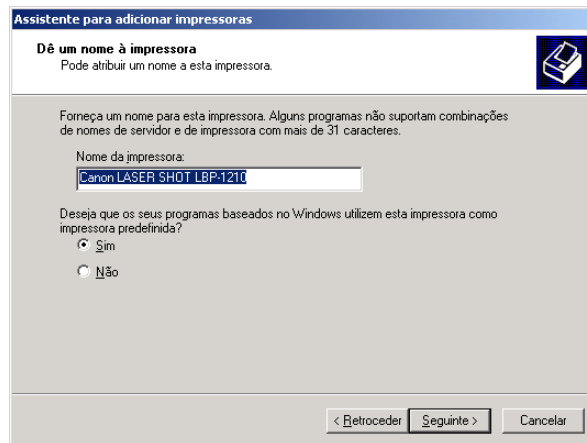 Assistente para adicionar impressoras
Dê um nome à impressora
Pode atribuir um nome a esta impressora.
Forneça um nome para esta impressora. Alguns programas não suportam combinações
de nomes de servidor e de impressora com mais de 31 caracteres.
Nome da impressora:
Canon LASER SHOT LBP-1210
Deseja que os seus programas baseados no Windows utilizem esta impressora como
impressora predefinida?
Sim
Não
< Retroceder Seguinte > Cancelar